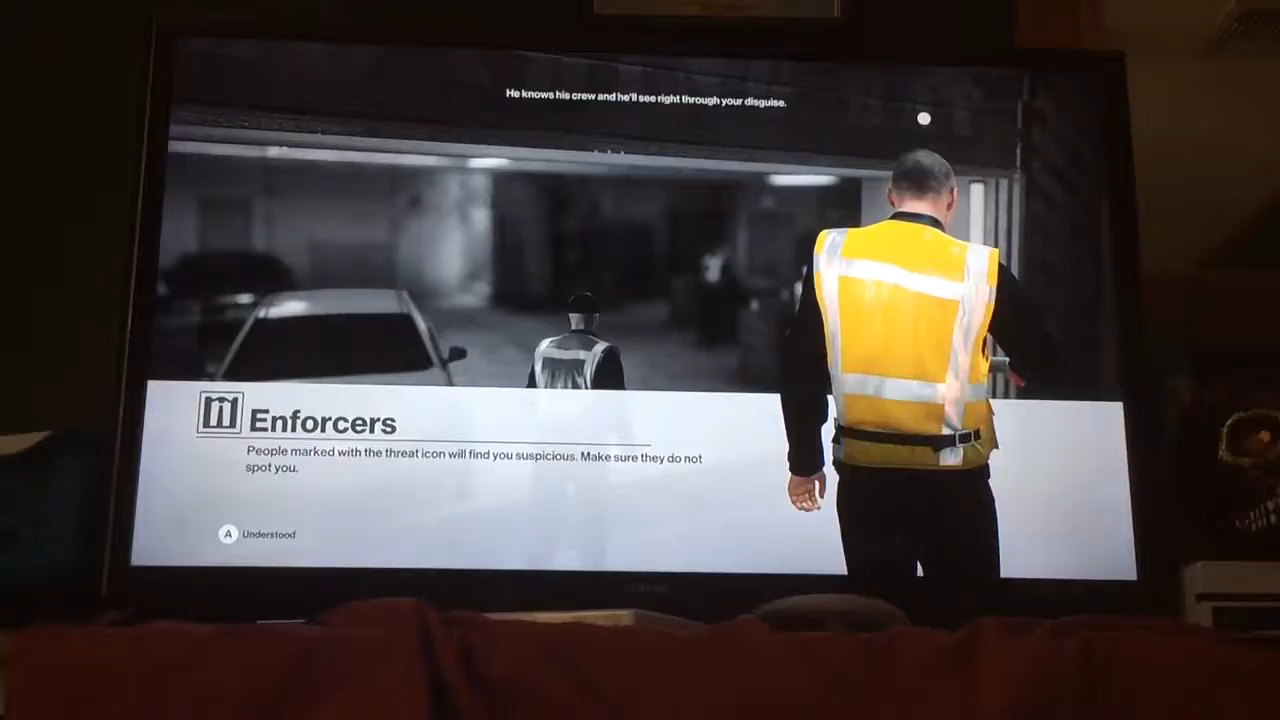 He knows his crew and he'll see right through your disguise.
Enforcers
People marked with the threat icon will find you suspicious. Make sure they do not
spot you.
A Understood